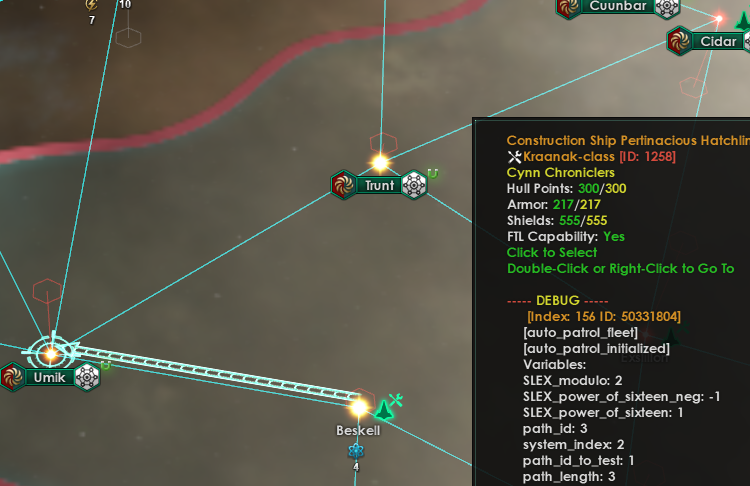 10
7
Cuunbar
Cidar
Trunt
Umik
Beskell
4
Construction Ship Pertinacious Hatchlin
Kraanak-class [ID: 1258]
Cynn Chroniclers
Hull Points: 300/300
Armor: 217/217
Shields: 555/555
FTL Capability: Yes
Click to Select
Double-Click or Right-Click to Go To
----- DEBUG -----
[Index: 156 ID: 50331804]
[auto_patrol_fleet]
[auto_patrol_initialized]
Variables:
SLEX_modulo: 2
SLEX_power_of_sixteen_neg: -1
SLEX_power_of_sixteen: 1
path_id: 3
system_index: 2
path_id_to_test: 1
path_length: 3